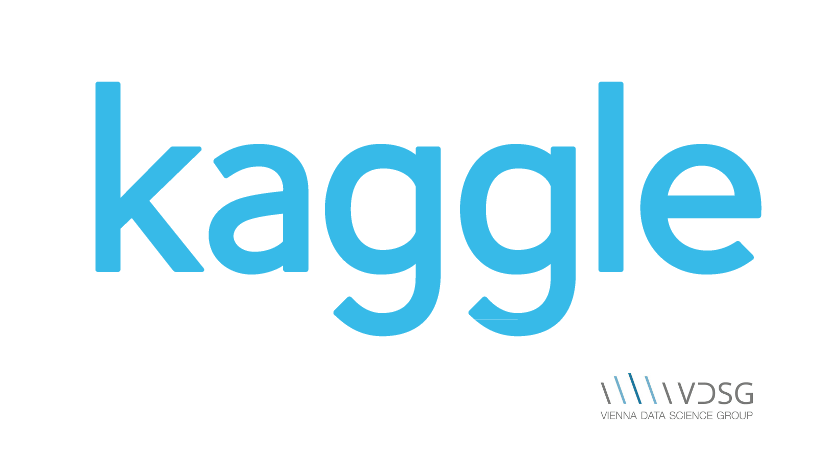 kaggle
VDSG
VIENNA DATA SCIENCE GROUP